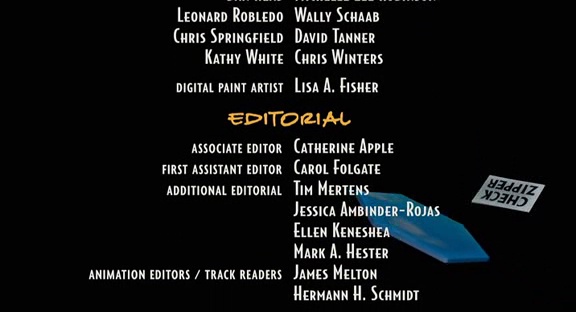 Leonard Robledo Wally Schaab
Chris Springfield David Tanner
Kathy White Chris Winters
digital paint artist Lisa A. Fisher
EDITORIAL
associate editor Catherine Apple
first assistant editor Carol Folgate
additional editorial Tim Mertens
Jessica Ambinder-Rojas
Ellen Keneshea
Mark A. Hester
animation editors / track readers James Melton
Hermann H. Schmidt
CHECK
ZIPPER